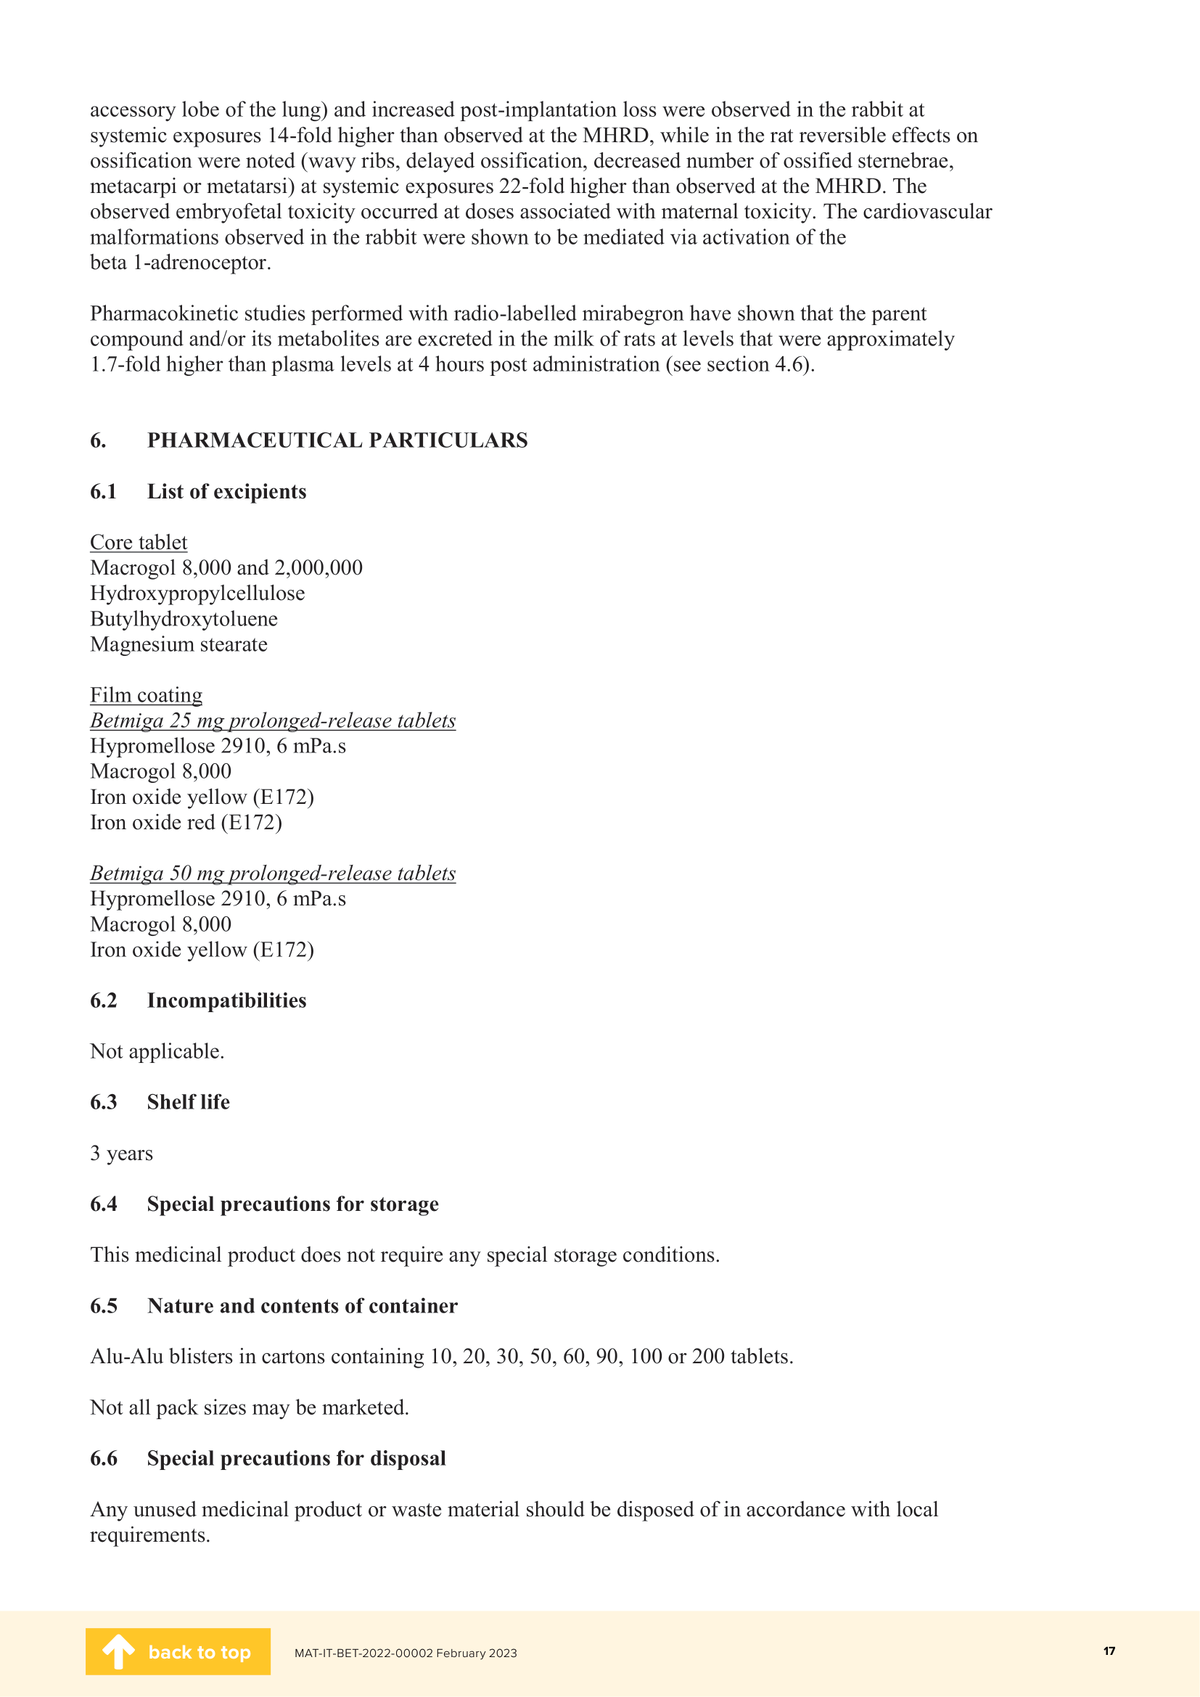 accessory lobe of the lung) and increased post-implantation loss were observed in the rabbit at
systemic exposures 14-fold higher than observed at the MHRD, while in the rat reversible effects on
ossification were noted (wavy ribs, delayed ossification, decreased number of ossified sternebrae,
metacarpi or metatarsi) at systemic exposures 22-fold higher than observed at the MHRD. The
observed embryofetal toxicity occurred at doses associated with maternal toxicity. The cardiovascular
malformations observed in the rabbit were shown to be mediated via activation of the
beta 1-adrenoceptor.
Pharmacokinetic studies performed with radio-labelled mirabegron have shown that the parent
compound and/or its metabolites are excreted in the milk of rats at levels that were approximately
1.7-fold higher than plasma levels at 4 hours post administration (see section 4.6).
6. PHARMACEUTICAL PARTICULARS
6.1 List of excipients
Core tablet
Macrogol 8,000 and 2,000,000
Hydroxypropylcellulose
Butylhydroxytoluene
Magnesium stearate
Film coating
Betmiga 25 mg prolonged-release tablets
Hypromellose 2910, 6 mPa.s
Macrogol 8,000
Iron oxide yellow (E172)
Iron oxide red (E172)
Betmiga 50 mg prolonged-release tablets
Hypromellose 2910, 6 mPa.s
Macrogol 8,000
Iron oxide yellow (E172)
6.2 Incompatibilities
Not applicable.
6.3 Shelf life
3 years
6.4 Special precautions for storage
This medicinal product does not require any special storage conditions.
6.5 Nature and contents of container
Alu-Alu blisters in cartons containing 10, 20, 30, 50, 60, 90, 100 or 200 tablets.
Not all pack sizes may be marketed.
6.6 Special precautions for disposal
Any unused medicinal product or waste material should be disposed of in accordance with local
requirements.
back to top MAT-IT-BET-2022-00002 February 2023 17